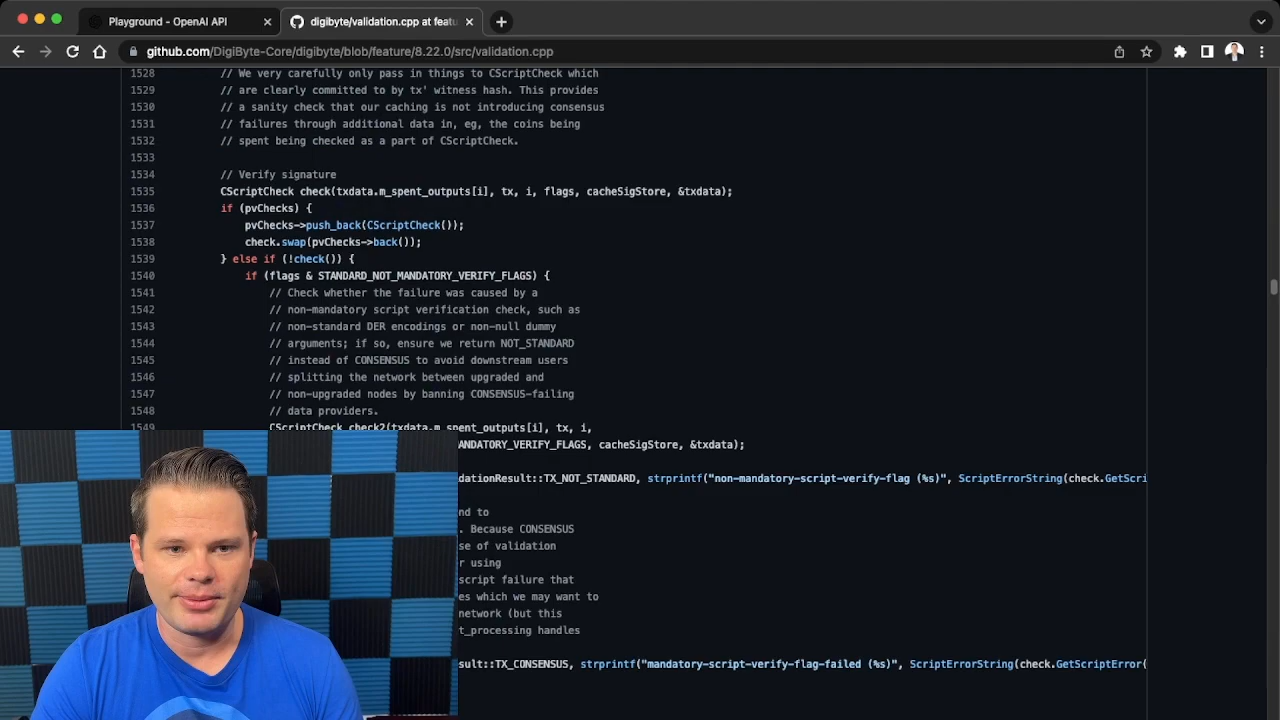 Playground - OpenAI API
digibyte/validation.cpp at featu
github.com/DigiByte-Core/digibyte/blob/feature/8.22.0/src/validation.cpp
1528 // We very carefully only pass in things to CScriptCheck which
1529 // are clearly committed to by tx' witness hash. This provides
1530 // a sanity check that our caching is not introducing consensus
1531 // failures through additional data in, eg, the coins being
1532 // spent being checked as a part of CScriptCheck.
1533
1534 // Verify signature
1535 CScriptCheck check(txdata.m_spent_outputs[i], tx, i, flags, cacheSigStore, &txdata);
1536 if (pvChecks) {
1537 pvChecks->push_back(CScriptCheck());
1538 check.swap(pvChecks->back());
1539 } else if (!check()) {
1540 if (flags & STANDARD_NOT_MANDATORY_VERIFY_FLAGS) {
1541 // Check whether the failure was caused by a
1542 // non-mandatory script verification check, such as
1543 // non-standard DER encodings or non-null dummy
1544 // arguments; if so, ensure we return NOT_STANDARD
1545 // instead of CONSENSUS to avoid downstream users
1546 // splitting the network between upgraded and
1547 // non-upgraded nodes by banning CONSENSUS-failing
1548 // data providers.
1549 CScriptCheck check2(txdata.m_spent_outputs[i], tx, i,
ANDATORY_VERIFY_FLAGS, cacheSigStore, &txdata);
dationResult::TX_NOT_STANDARD, strprintf("non-mandatory-script-verify-flag (%s)", ScriptErrorString(check.GetScri
nd to
. Because CONSENSUS
se of validation
r using
script failure that
es which we may want to
network (but this
t_processing handles
sult::TX_CONSENSUS, strprintf("mandatory-script-verify-flag-failed (%s)", ScriptErrorString(check.GetScriptError(